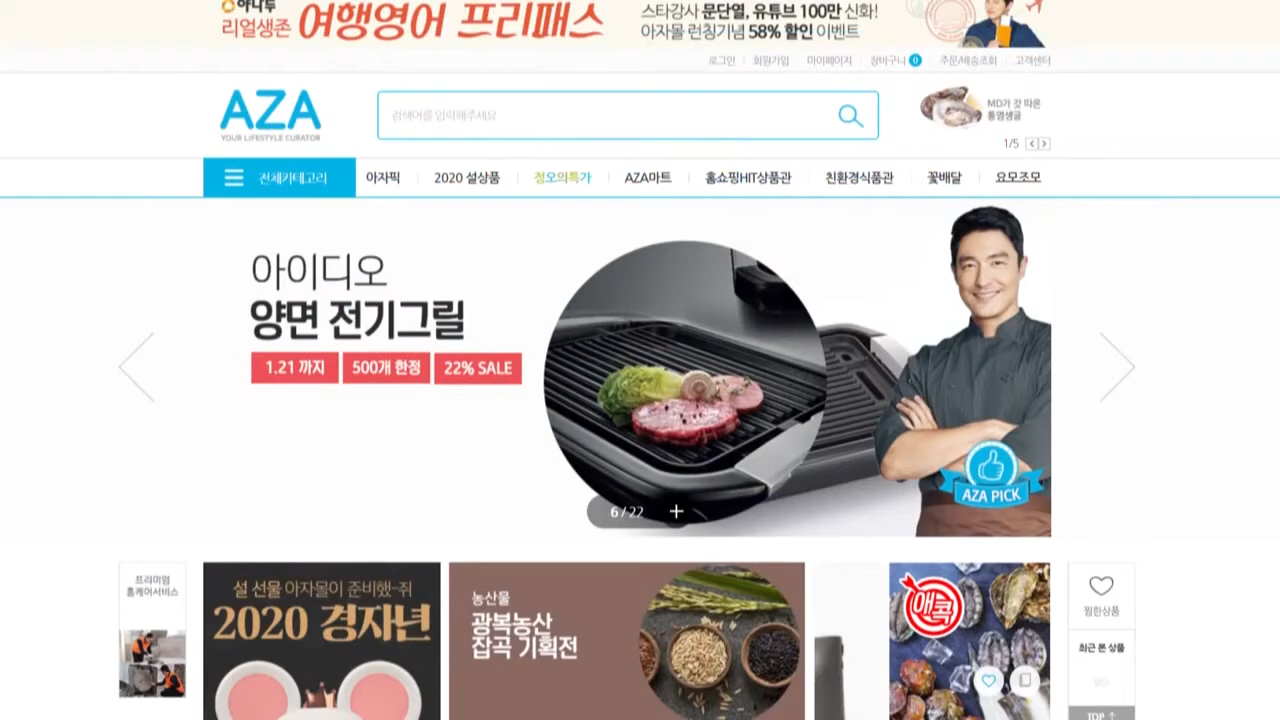 야나두
리얼생존 여행영어 프리패스
스타강사 문단열, 유튜브 100만 신화!
아자몰 런칭기념 58% 할인 이벤트
로그인 회원가입 마이페이지 장바구니 0 주문/배송조회 고객센터
AZA
YOUR LIFESTYLE CURATOR
검색어를 입력해주세요
MD가 갓 따온
통영생굴
1/5
전체카테고리 아자픽 2020 설상품 정오의특가 AZA마트 홈쇼핑HIT상품관 친환경식품관 꽃배달 요모조모
아이디오
양면 전기그릴
1.21 까지 500개 한정 22% SALE
AZA PICK
6 / 22 +
프리미엄
홈케어서비스
설 선물 아자몰이 준비했-쥐
2020 경자년
농산물
광복농산
잡곡 기획전
애콕
찜한상품
최근 본 상품
TOP ↑